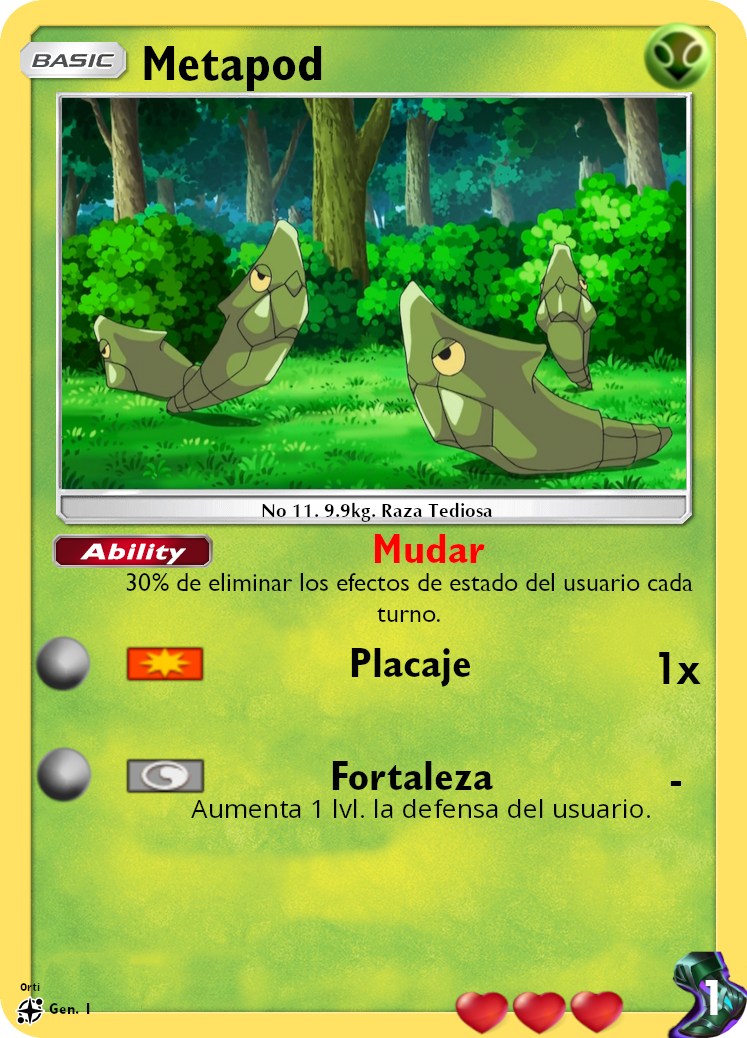 BASIC Metapod
No 11. 9.9kg. Raza Tediosa
Ability Mudar
30% de eliminar los efectos de estado del usuario cada
turno.
Placaje 1x
Fortaleza -
Aumenta 1 lvl. la defensa del usuario.
Orti
Gen. I
1